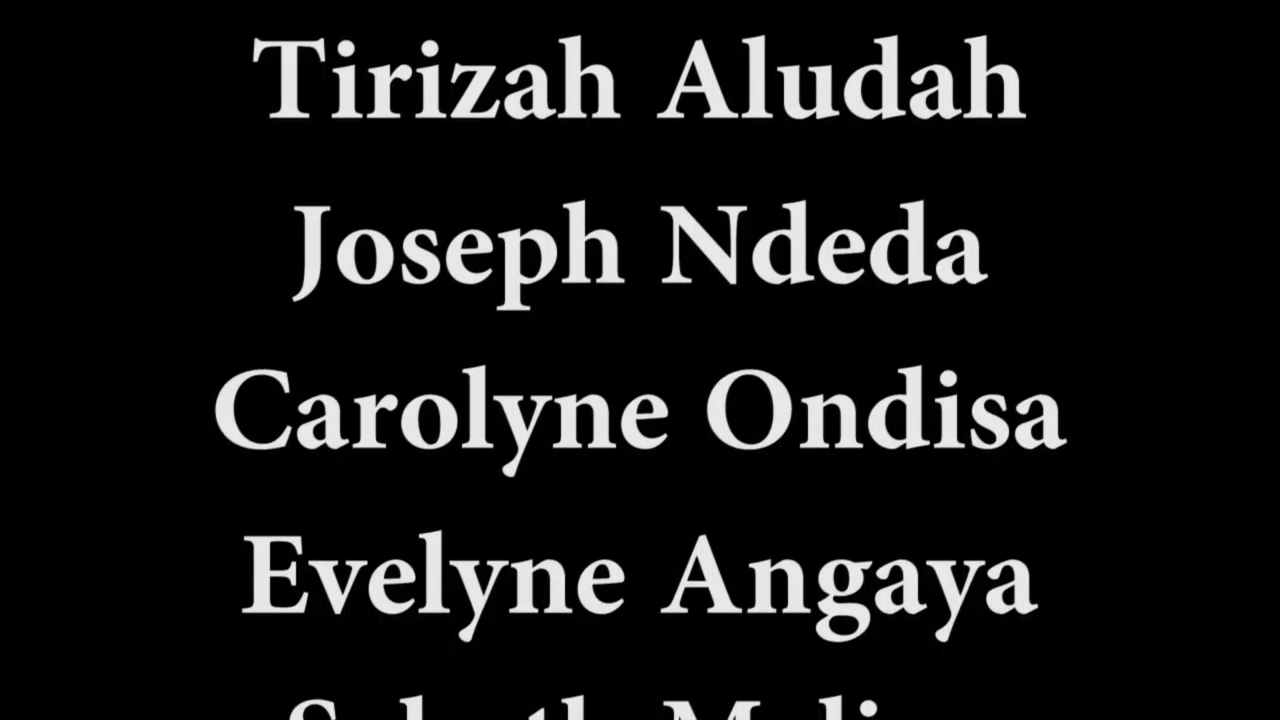 Tirizah Aludah
Joseph Ndeda
Carolyne Ondisa
Evelyne Angaya